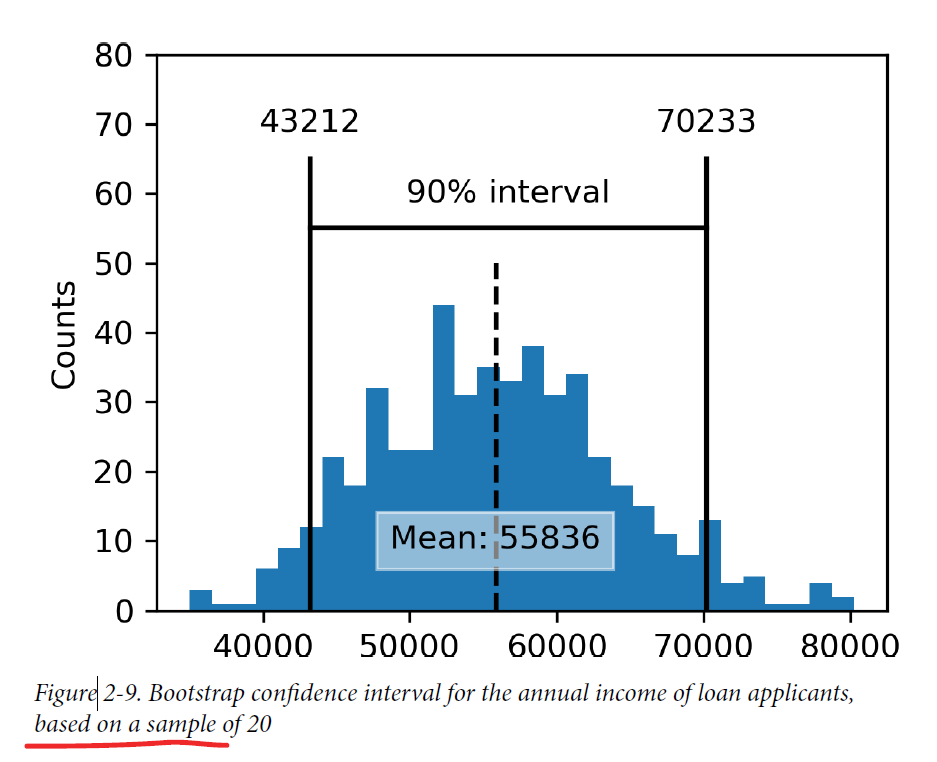 80
43212
70233
70
90% interval
60
50
Counts
40
30
20
Mean: 55836
10
0
40000 50000 60000 70000 80000
Figure 2-9. Bootstrap confidence interval for the annual income of loan applicants,
based on a sample of 20